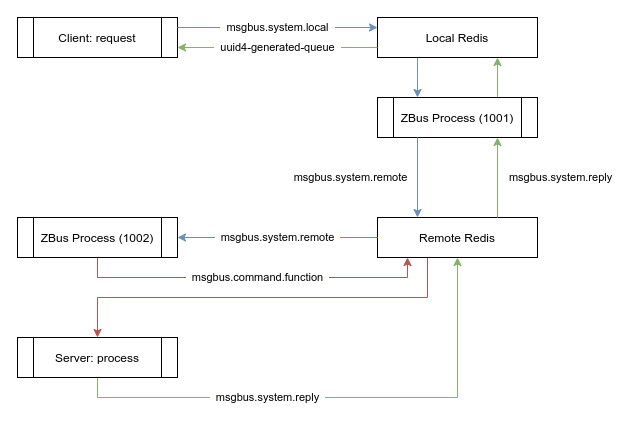 Client: request
msgbus.system.local
Local Redis
uuid4-generated-queue
ZBus Process (1001)
msgbus.system.remote
msgbus.system.reply
ZBus Process (1002)
msgbus.system.remote
Remote Redis
msgbus.command.function
Server: process
msgbus.system.reply